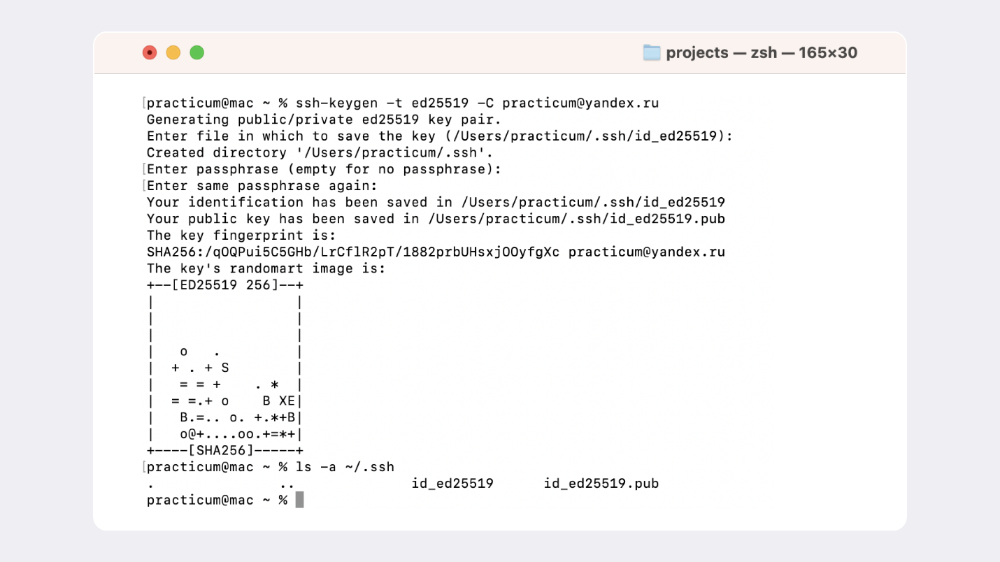 projects — zsh — 165×30
[practicum@mac ~ % ssh-keygen -t ed25519 -C practicum@yandex.ru
Generating public/private ed25519 key pair.
Enter file in which to save the key (/Users/practicum/.ssh/id_ed25519):
Created directory '/Users/practicum/.ssh'.
[Enter passphrase (empty for no passphrase):
[Enter same passphrase again:
Your identification has been saved in /Users/practicum/.ssh/id_ed25519
Your public key has been saved in /Users/practicum/.ssh/id_ed25519.pub
The key fingerprint is:
SHA256:/qOQPui5C5GHb/LrCflR2pT/1882prbUHsxjOOyfgXc practicum@yandex.ru
The key's randomart image is:
+--[ED25519 256]--+
|                 |
|                 |
|                 |
|   o   .         |
|  + . + S        |
|   = = +    . *  |
|  = =.+ o    B XE|
|   B.=.. o. +.*+B|
|   o@+....oo.+=*+|
+----[SHA256]-----+
[practicum@mac ~ % ls -a ~/.ssh
. .. id_ed25519 id_ed25519.pub
practicum@mac ~ %